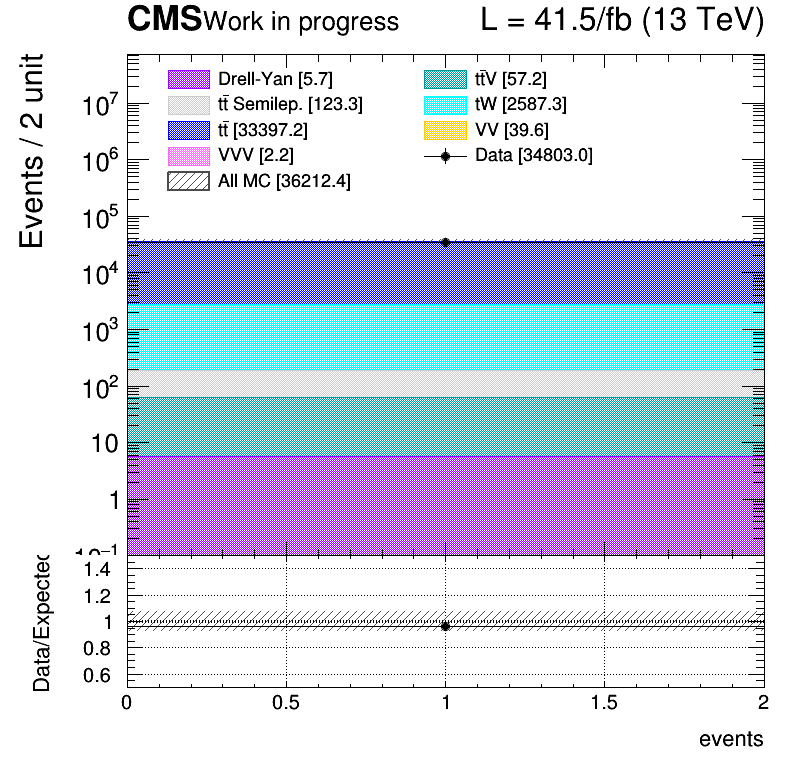 CMS Work in progress L = 41.5/fb (13 TeV)
Events / 2 unit
Drell-Yan [5.7]
tt̄ Semilep. [123.3]
tt̄ [33397.2]
VVV [2.2]
All MC [36212.4]
tt̄V [57.2]
tW [2587.3]
VV [39.6]
Data [34803.0]
10⁷
10⁶
10⁵
10⁴
10³
10²
10
1
10⁻¹
Data/Expected
1.4
1.2
1
0.8
0.6
0 0.5 1 1.5 2
events